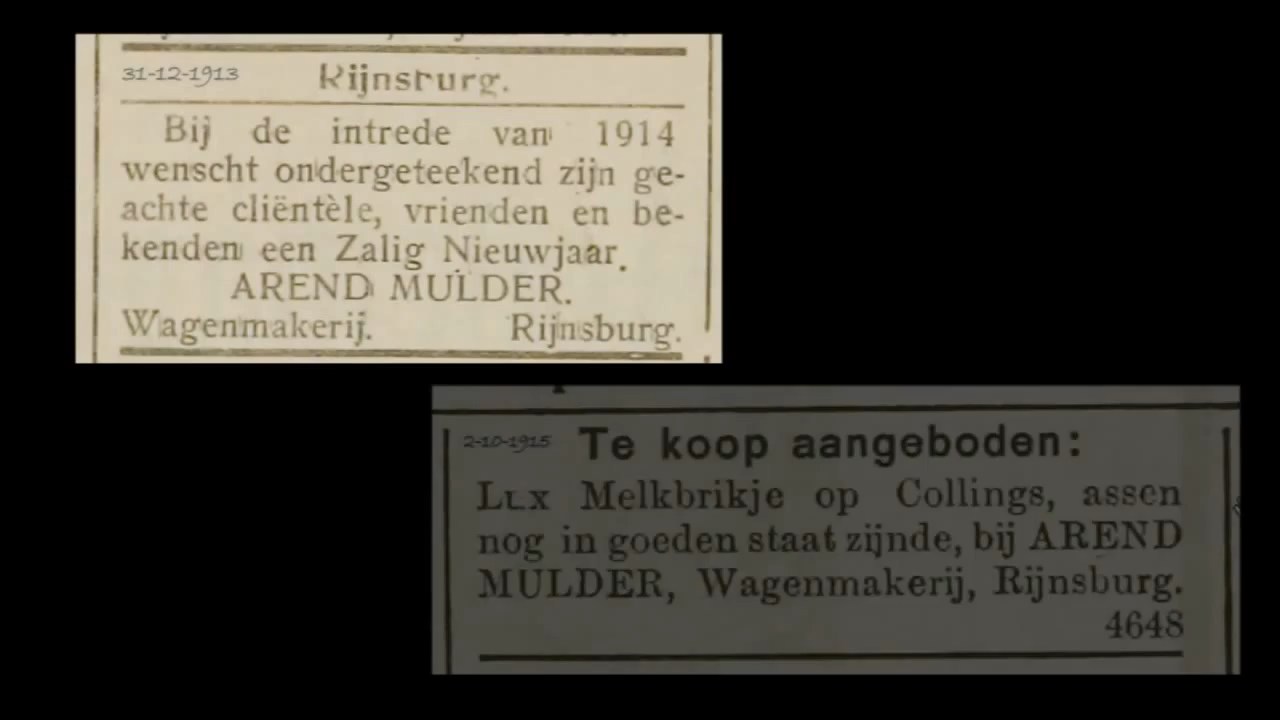 31-12-1913 Rijnsburg.
Bij de intrede van 1914
wenscht ondergeteekend zijn ge-
achte cliëntèle, vrienden en be-
kenden een Zalig Nieuwjaar.
AREND MULDER.
Wagenmakerij. Rijnsburg.
2-10-1915 Te koop aangeboden:
LEX Melkbrikje op Collings, assen
nog in goeden staat zijnde, bij AREND
MULDER, Wagenmakerij, Rijnsburg.
4648